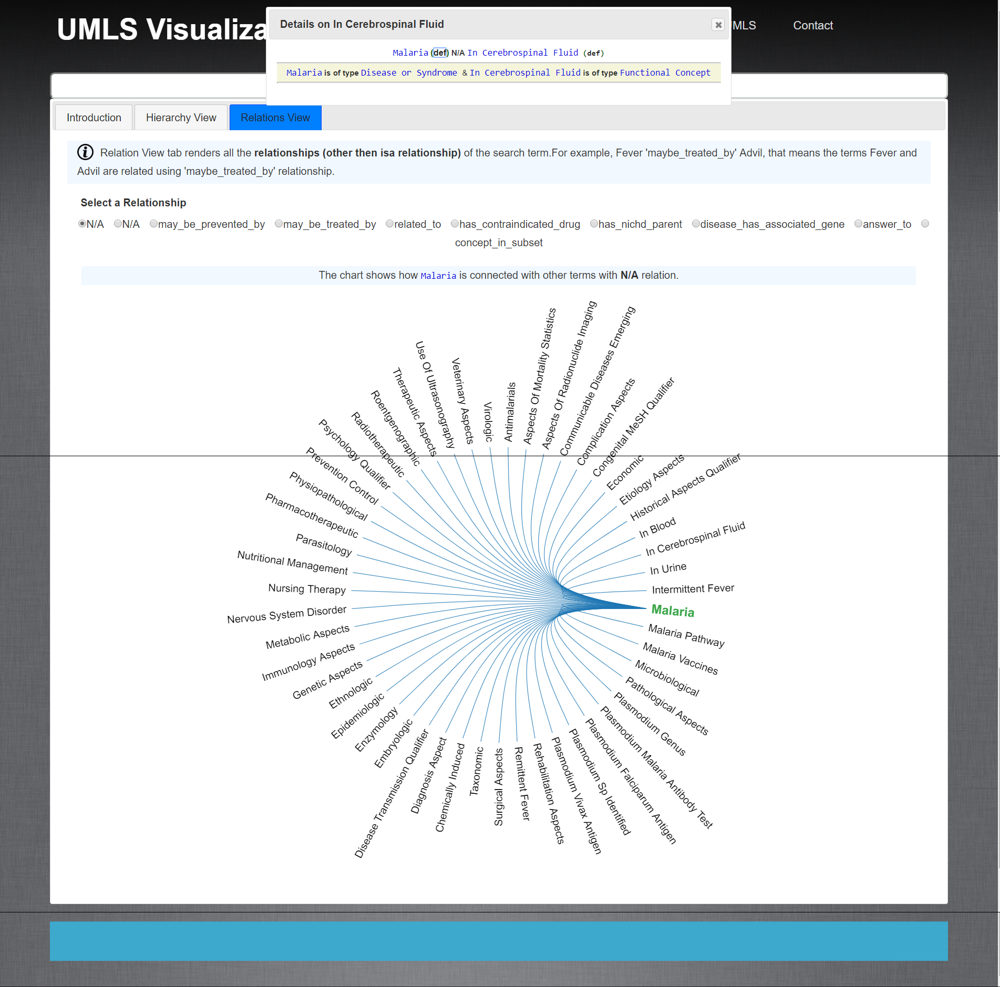 UMLS Visualiza
Details on In Cerebrospinal Fluid
MLS
Contact
Malaria (def) N/A In Cerebrospinal Fluid (def)
Malaria is of type Disease or Syndrome & In Cerebrospinal Fluid is of type Functional Concept
Introduction
Hierarchy View
Relations View
Relation View tab renders all the relationships (other then isa relationship) of the search term.For example, Fever 'maybe_treated_by' Advil, that means the terms Fever and
Advil are related using 'maybe_treated_by' relationship.
Select a Relationship
N/A N/A may_be_prevented_by may_be_treated_by related_to has_contraindicated_drug has_nichd_parent disease_has_associated_gene answer_to
concept_in_subset
The chart shows how Malaria is connected with other terms with N/A relation.
Antimalarials
Aspects Of Mortality Statistics
Aspects Of Radionuclide Imaging
Communicable Diseases Emerging
Complication Aspects
Congenital MeSH Qualifier
Economic
Etiology Aspects
Historical Aspects Qualifier
In Blood
In Cerebrospinal Fluid
In Urine
Intermittent Fever
Malaria
Malaria Pathway
Malaria Vaccines
Microbiological
Pathological Aspects
Plasmodium Genus
Plasmodium Malaria Antibody Test
Plasmodium Falciparum Antigen
Plasmodium Sp Identified
Plasmodium Vivax Antigen
Rehabilitation Aspects
Remittent Fever
Surgical Aspects
Taxonomic
Chemically Induced
Diagnosis Aspect
Disease Transmission Qualifier
Embryologic
Enzymology
Epidemiologic
Ethnologic
Genetic Aspects
Immunology Aspects
Metabolic Aspects
Nervous System Disorder
Nursing Therapy
Nutritional Management
Parasitology
Pharmacotherapeutic
Physiopathological
Prevention Control
Psychology Qualifier
Radiotherapeutic
Roentgenographic
Therapeutic Aspects
Use Of Ultrasonography
Veterinary Aspects
Virologic